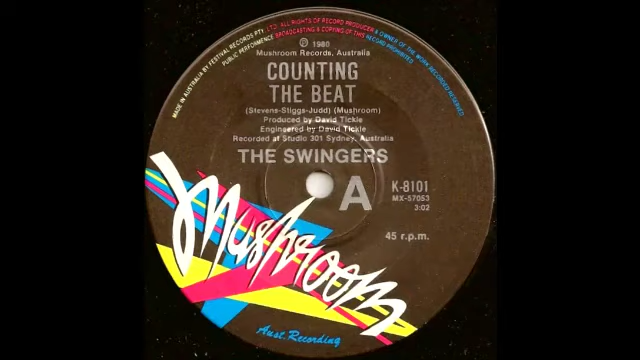 MADE IN AUSTRALIA BY FESTIVAL RECORDS PTY. LTD. ALL RIGHTS OF RECORD PRODUCER & OWNER OF THE WORK RECORDED RESERVED.
PUBLIC PERFORMENCE BROADCASTING & COPYING OF THIS RECORD PROHIBITED
℗ 1980
Mushroom Records, Australia
COUNTING
THE BEAT
(Stevens-Stiggs-Judd) (Mushroom)
Produced by David Tickle
Engineered by David Tickle
Recorded at Studio 301 Sydney, Australia
THE SWINGERS
A
K-8101
MX-57053
3:02
45 r.p.m.
Mushroom
Aust. Recording